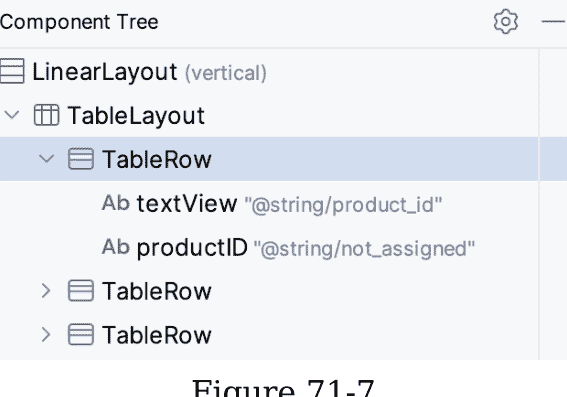 Component Tree
LinearLayout (vertical)
TableLayout
TableRow
Ab textView "@string/product_id"
Ab productID "@string/not_assigned"
TableRow
TableRow
Figure 71-7